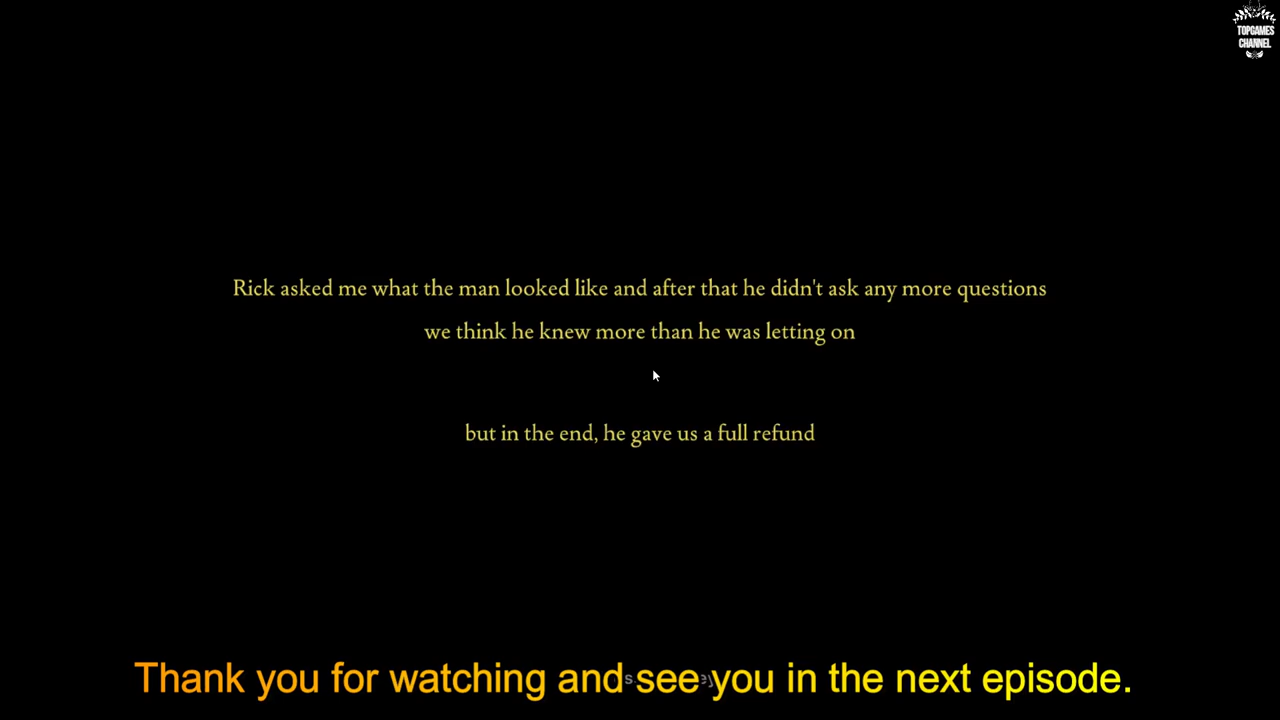 TOPGAMES
CHANNEL
Rick asked me what the man looked like and after that he didn't ask any more questions
we think he knew more than he was letting on
but in the end, he gave us a full refund
Thank you for watching and see you in the next episode.